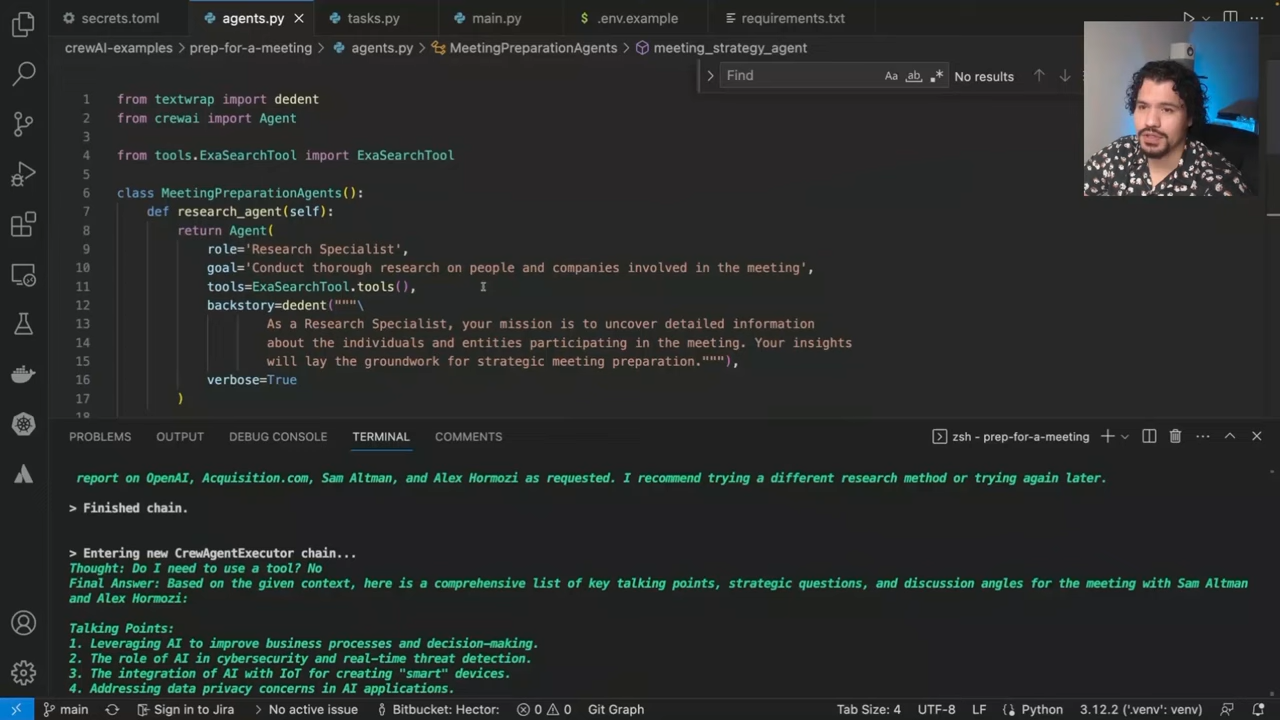 secrets.toml agents.py tasks.py main.py $ .env.example requirements.txt
crewAI-examples > prep-for-a-meeting > agents.py > MeetingPreparationAgents > meeting_strategy_agent
Find Aa ab .* No results
1 from textwrap import dedent
2 from crewai import Agent
3
4 from tools.ExaSearchTool import ExaSearchTool
5
6 class MeetingPreparationAgents():
7 def research_agent(self):
8 return Agent(
9 role='Research Specialist',
10 goal='Conduct thorough research on people and companies involved in the meeting',
11 tools=ExaSearchTool.tools(),
12 backstory=dedent("""\
13 As a Research Specialist, your mission is to uncover detailed information
14 about the individuals and entities participating in the meeting. Your insights
15 will lay the groundwork for strategic meeting preparation."""),
16 verbose=True
17 )
18
PROBLEMS OUTPUT DEBUG CONSOLE TERMINAL COMMENTS zsh - prep-for-a-meeting
report on OpenAI, Acquisition.com, Sam Altman, and Alex Hormozi as requested. I recommend trying a different research method or trying again later.
> Finished chain.
> Entering new CrewAgentExecutor chain...
Thought: Do I need to use a tool? No
Final Answer: Based on the given context, here is a comprehensive list of key talking points, strategic questions, and discussion angles for the meeting with Sam Altman
and Alex Hormozi:
Talking Points:
1. Leveraging AI to improve business processes and decision-making.
2. The role of AI in cybersecurity and real-time threat detection.
3. The integration of AI with IoT for creating "smart" devices.
4. Addressing data privacy concerns in AI applications.
main Sign in to Jira No active issue Bitbucket: Hector: 0 0 Git Graph Tab Size: 4 UTF-8 LF Python 3.12.2 ('.venv': venv)